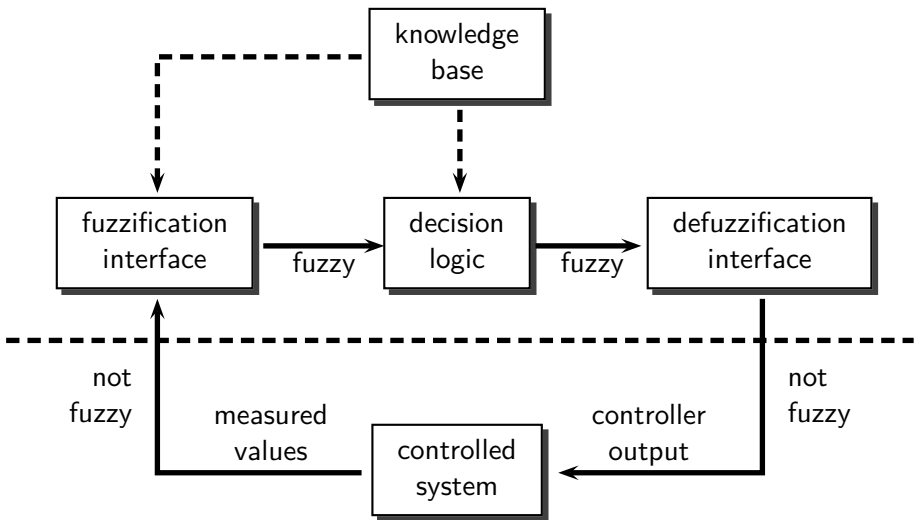 knowledge
base
fuzzification
interface
fuzzy
decision
logic
fuzzy
defuzzification
interface
not
fuzzy
measured
values
controlled
system
controller
output
not
fuzzy